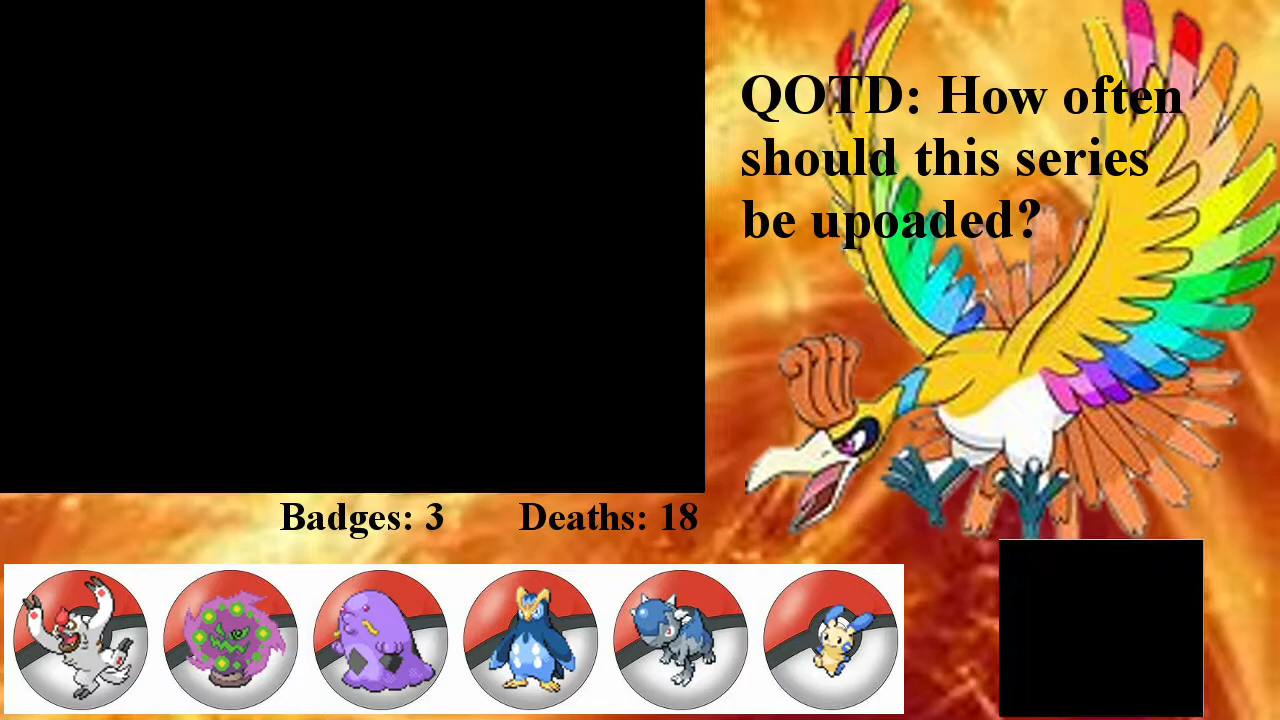 QOTD: How often
should this series
be upoaded?
Badges: 3 Deaths: 18